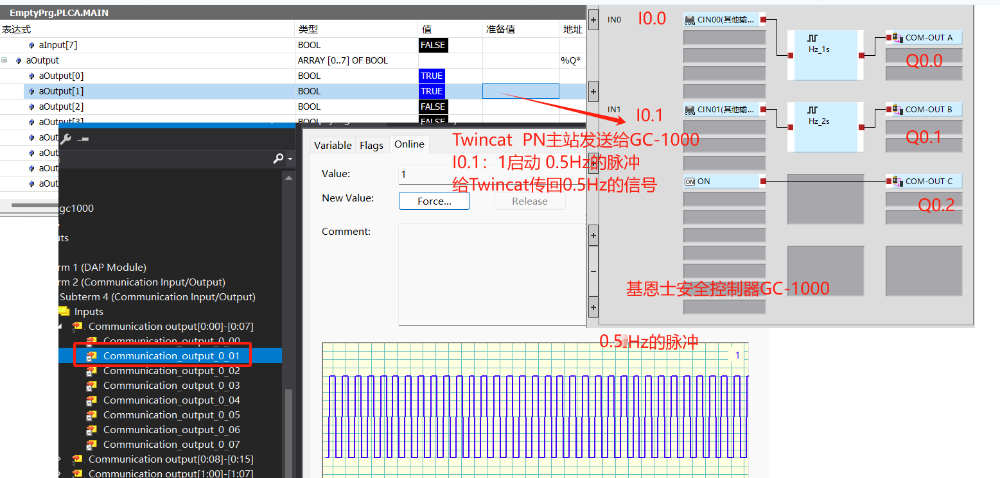 EmptyPrg.PLCA.MAIN
表达式 类型 值 准备值 地址
aInput[7] BOOL FALSE
aOutput ARRAY [0..7] OF BOOL %Q*
aOutput[0] BOOL TRUE
aOutput[1] BOOL TRUE
aOutput[2] BOOL FALSE
aOutput[3] BOOL FALSE
aOut
aOut
aOut
aOut
gc1000
uts
rm 1 (DAP Module)
rm 2 (Communication Input/Output)
Subterm 4 (Communication Input/Output)
Inputs
Communication output[0:00]-[0:07]
Communication_output_0_00
Communication_output_0_01
Communication_output_0_02
Communication_output_0_03
Communication_output_0_04
Communication_output_0_05
Communication_output_0_06
Communication_output_0_07
Communication output[0:08]-[0:15]
Communication output[1:00]-[1:07]
Variable Flags Online
Value: 1
New Value: Force... Release
Comment:
Twincat PN主站发送给GC-1000
I0.1：1启动 0.5Hz的脉冲
给Twincat传回0.5Hz的信号
0.5 Hz的脉冲
1
IN0 I0.0 COM CIN00(其他输... COM-OUT A
Hz_1s
Q0.0
IN1 COM CIN01(其他输... COM-OUT B
I0.1
Hz_2s
Q0.1
ON ON COM-OUT C
Q0.2
基恩士安全控制器GC-1000